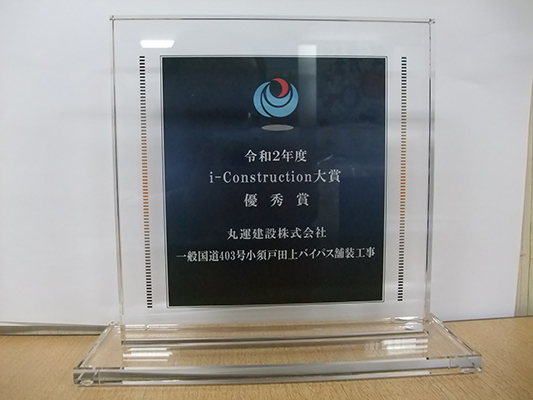 令和2年度
i-Construction大賞
優秀賞
丸運建設株式会社
一般国道403号小須戸田上バイパス舗装工事